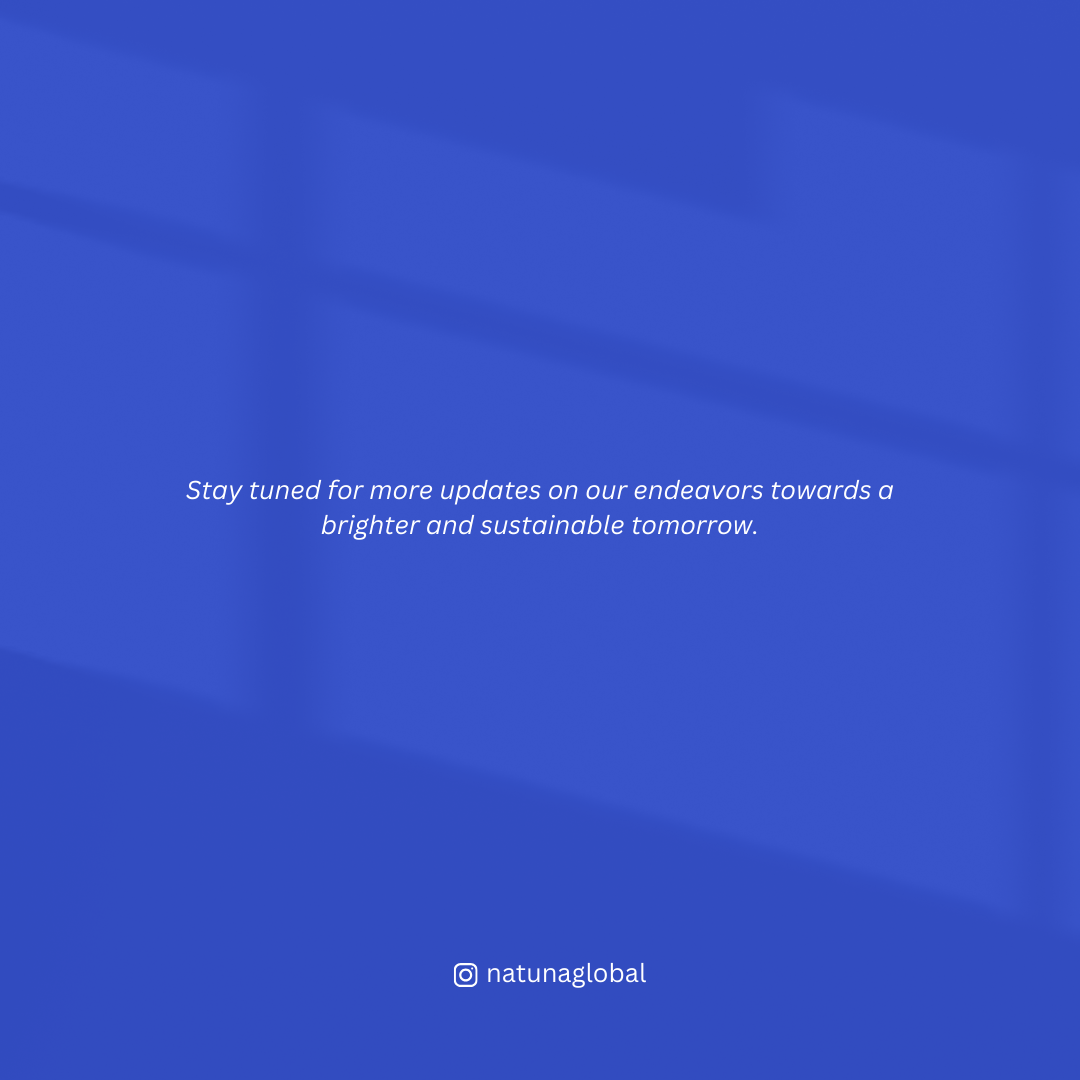 Stay tuned for more updates on our endeavors towards a
brighter and sustainable tomorrow.
natunaglobal